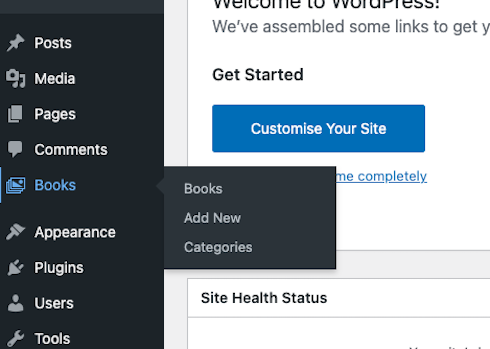 Welcome to WordPress!
We've assembled some links to get
Posts
Media
Get Started
Pages
Customise Your Site
Comments
Books
me completely
Books
Add New
Appearance
Categories
Plugins
Site Health Status
Users
Tools